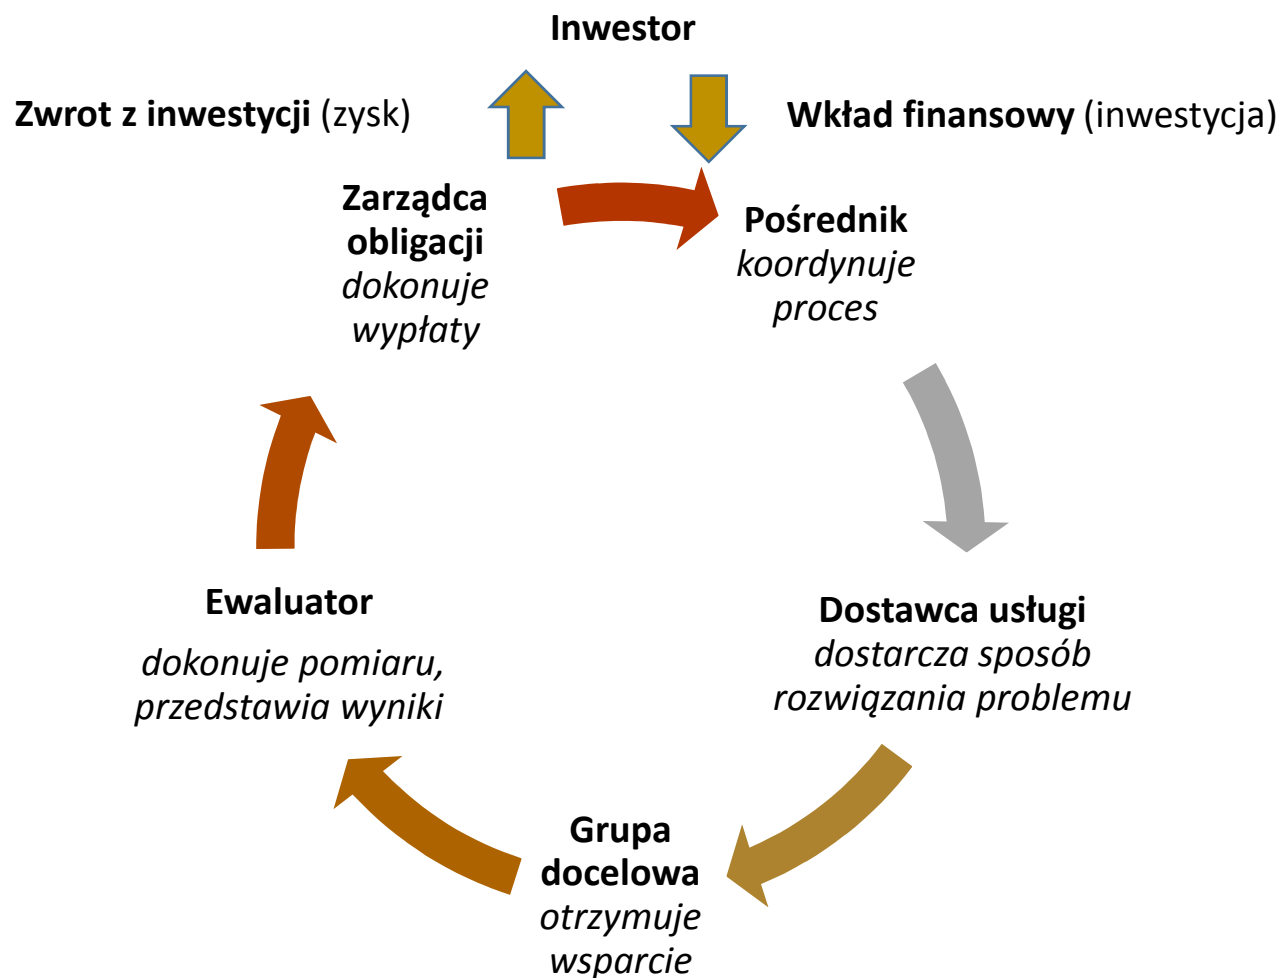 Inwestor
Zwrot z inwestycji (zysk)
Wkład finansowy (inwestycja)
Zarządca
obligacji
dokonuje
wypłaty
Pośrednik
koordynuje
proces
Ewaluator
dokonuje pomiaru,
przedstawia wyniki
Dostawca usługi
dostarcza sposób
rozwiązania problemu
Grupa
docelowa
otrzymuje
wsparcie